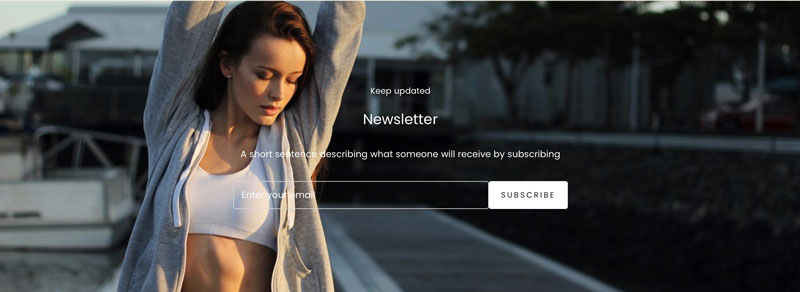 Keep updated
Newsletter
A short sentence describing what someone will receive by subscribing
Enter your email
SUBSCRIBE